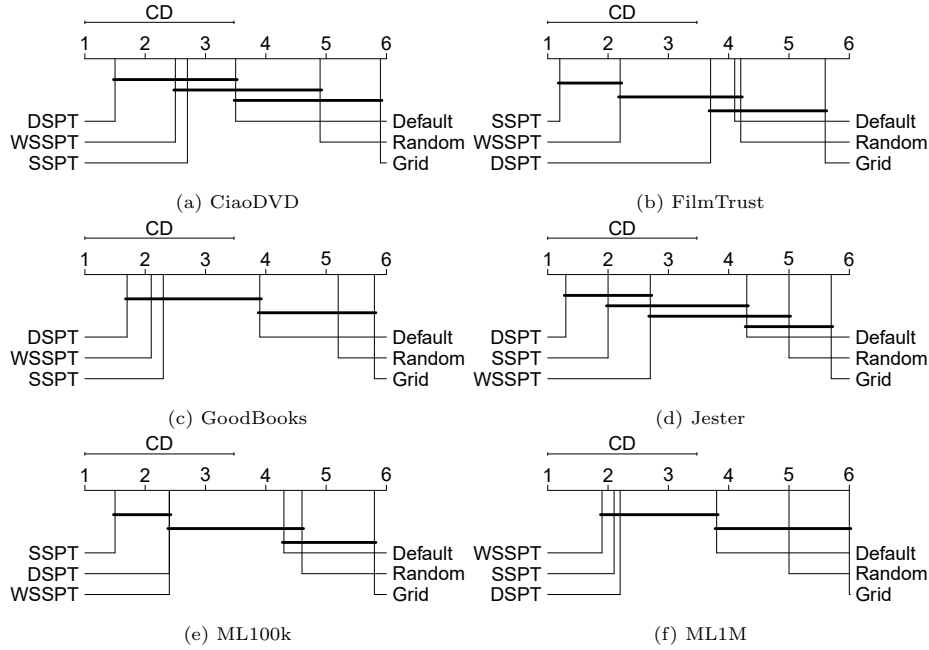 CD
1 2 3 4 5 6
DSPT Default
WSSPT Random
SSPT Grid
(a) CiaoDVD
CD
1 2 3 4 5 6
SSPT Default
WSSPT Random
DSPT Grid
(b) FilmTrust
CD
1 2 3 4 5 6
DSPT Default
WSSPT Random
SSPT Grid
(c) GoodBooks
CD
1 2 3 4 5 6
DSPT Default
SSPT Random
WSSPT Grid
(d) Jester
CD
1 2 3 4 5 6
SSPT Default
DSPT Random
WSSPT Grid
(e) ML100k
CD
1 2 3 4 5 6
WSSPT Default
SSPT Random
DSPT Grid
(f) ML1M